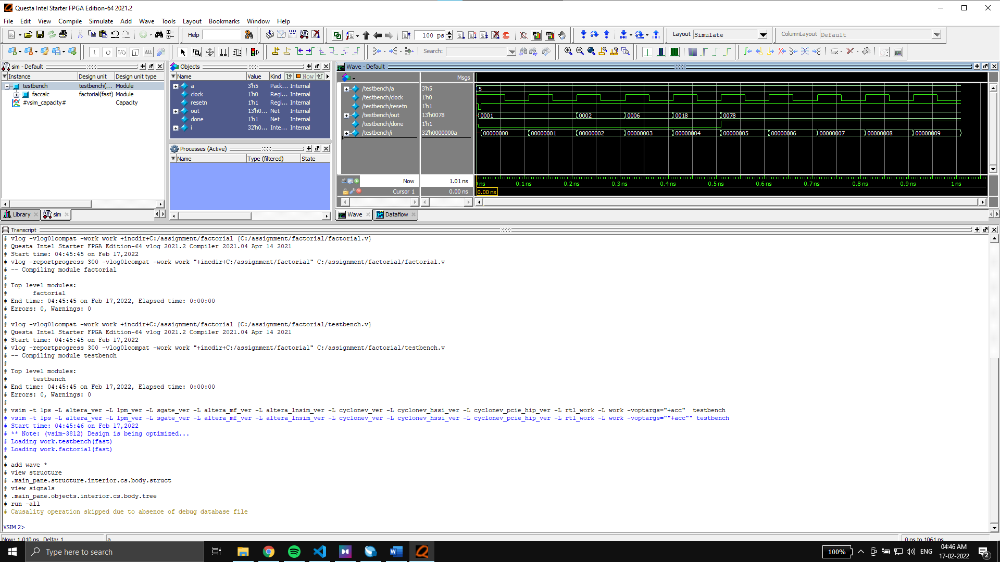 Questa Intel Starter FPGA Edition-64 2021.2
File Edit View Compile Simulate Add Wave Tools Layout Bookmarks Window Help
Help 100 ps Layout Simulate ColumnLayout Default
Search:
sim - Default
Instance Design unit Design unit type
testbench testbench(... Module
faccalc factorial(fast) Module
#vsim_capacity# Capacity
Library sim
Objects
Name Value Kind Now
a 3'h5 Pack... Internal
clock 1'h0 Regi... Internal
resetn 1'h1 Regi... Internal
out 13'h0... Net Internal
done 1'h1 Net Internal
i 32'h0... Inte... Internal
Processes (Active)
Name Type (filtered) State
Wave - Default
Msgs
/testbench/a 3'h5 5
/testbench/clock 1'h0
/testbench/resetn 1'h1
/testbench/out 13'h0078 0001 0002 0006 0018 0078
/testbench/done 1'h1
/testbench/i 32'h0000000a 00000000 00000001 00000002 00000003 00000004 00000005 00000006 00000007 00000008 00000009
Now 1.01 ns ns 0.1 ns 0.2 ns 0.3 ns 0.4 ns 0.5 ns 0.6 ns 0.7 ns 0.8 ns 0.9 ns 1 ns
Cursor 1 0.00 ns 0.00 ns
Wave Dataflow
Transcript
# vlog -vlog01compat -work work +incdir+C:/assignment/factorial {C:/assignment/factorial/factorial.v}
# Questa Intel Starter FPGA Edition-64 vlog 2021.2 Compiler 2021.04 Apr 14 2021
# Start time: 04:45:45 on Feb 17,2022
# vlog -reportprogress 300 -vlog01compat -work work "+incdir+C:/assignment/factorial" C:/assignment/factorial/factorial.v
# -- Compiling module factorial
#
# Top level modules:
# factorial
# End time: 04:45:45 on Feb 17,2022, Elapsed time: 0:00:00
# Errors: 0, Warnings: 0
#
# vlog -vlog01compat -work work +incdir+C:/assignment/factorial {C:/assignment/factorial/testbench.v}
# Questa Intel Starter FPGA Edition-64 vlog 2021.2 Compiler 2021.04 Apr 14 2021
# Start time: 04:45:45 on Feb 17,2022
# vlog -reportprogress 300 -vlog01compat -work work "+incdir+C:/assignment/factorial" C:/assignment/factorial/testbench.v
# -- Compiling module testbench
#
# Top level modules:
# testbench
# End time: 04:45:45 on Feb 17,2022, Elapsed time: 0:00:00
# Errors: 0, Warnings: 0
#
# vsim -t 1ps -L altera_ver -L lpm_ver -L sgate_ver -L altera_mf_ver -L altera_lnsim_ver -L cyclonev_ver -L cyclonev_hssi_ver -L cyclonev_pcie_hip_ver -L rtl_work -L work -voptargs="+acc" testbench
# vsim -t 1ps -L altera_ver -L lpm_ver -L sgate_ver -L altera_mf_ver -L altera_lnsim_ver -L cyclonev_ver -L cyclonev_hssi_ver -L cyclonev_pcie_hip_ver -L rtl_work -L work -voptargs=""+acc"" testbench
# Start time: 04:45:46 on Feb 17,2022
# ** Note: (vsim-3812) Design is being optimized...
# Loading work.testbench(fast)
# Loading work.factorial(fast)
#
# add wave *
# view structure
# .main_pane.structure.interior.cs.body.struct
# view signals
# .main_pane.objects.interior.cs.body.tree
# run -all
# Causality operation skipped due to absence of debug database file
VSIM 2>
Now: 1,010 ps Delta: 1 a 0 ps to 1061 ps
Type here to search 100% ENG 04:46 AM
17-02-2022 2